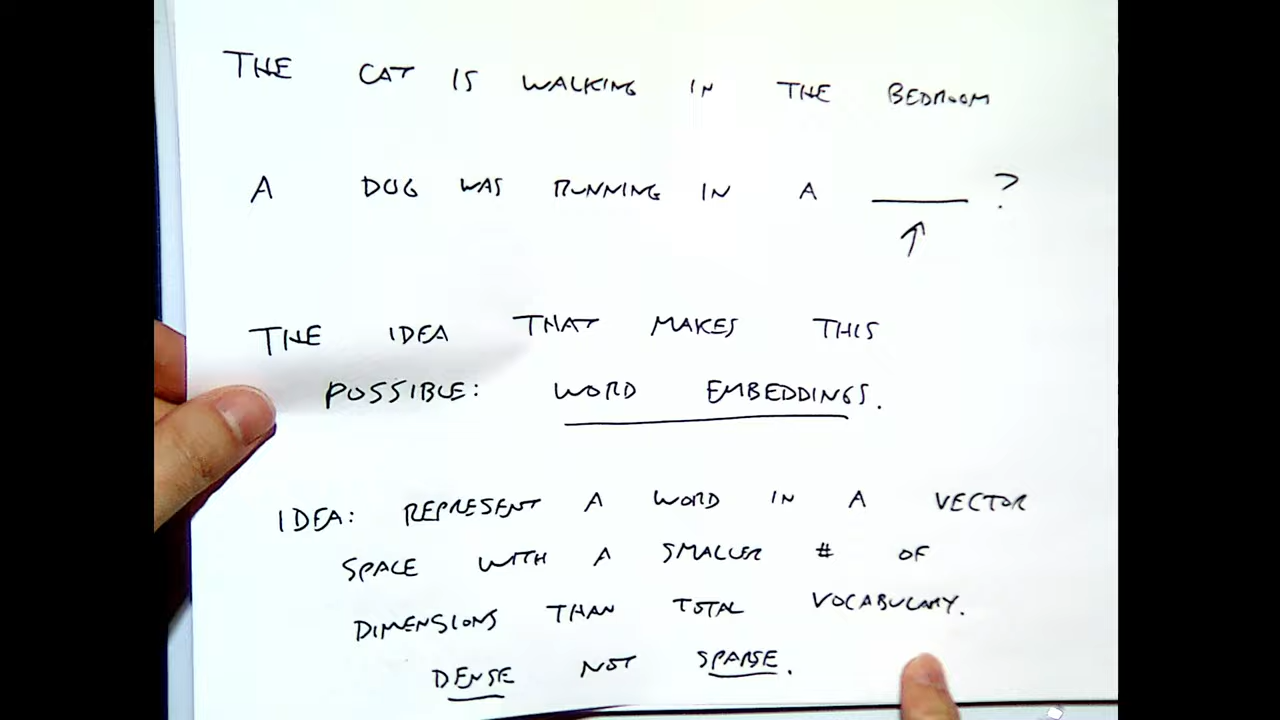 THE CAT IS WALKING IN THE BEDROOM
A DOG WAS RUNNING IN A ____ ?
THE IDEA THAT MAKES THIS
POSSIBLE: WORD EMBEDDINGS.
IDEA: REPRESENT A WORD IN A VECTOR
SPACE WITH A SMALLER # OF
DIMENSIONS THAN TOTAL VOCABULARY.
DENSE NOT SPARSE.